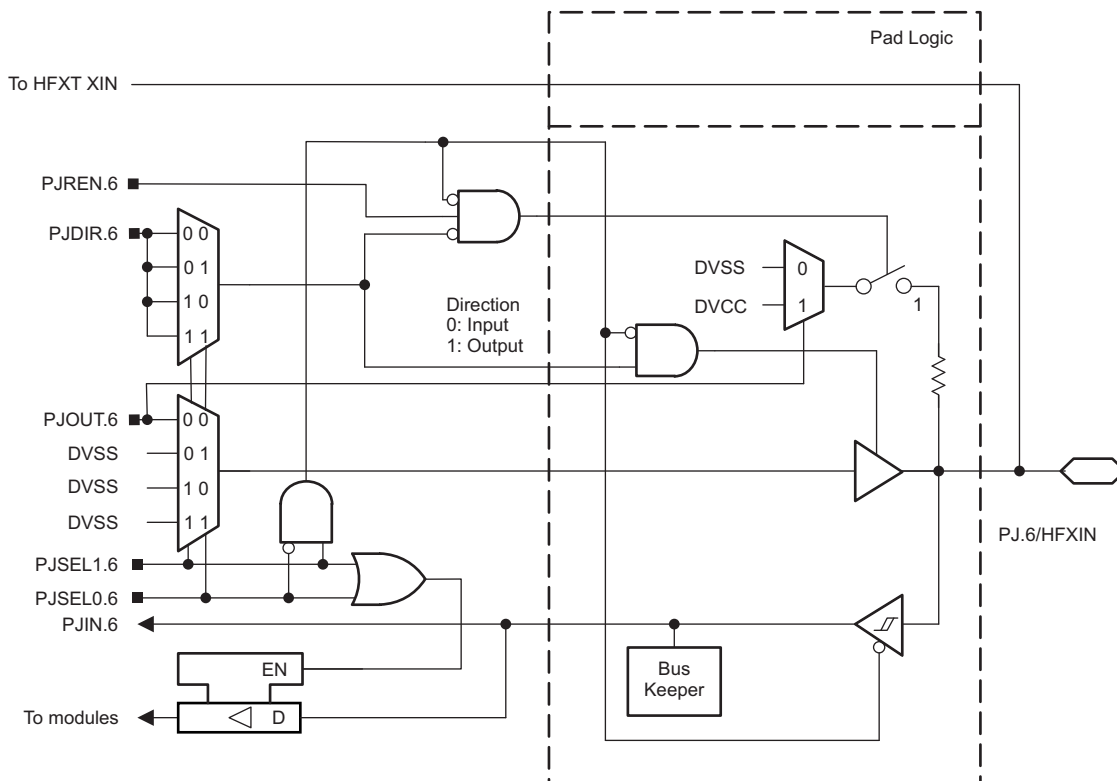 Pad Logic
To HFXT XIN
PJREN.6
PJDIR.6
0 0
0 1
1 0
1 1
Direction
0: Input
1: Output
DVSS
0
DVCC
1
1
PJOUT.6
0 0
DVSS
0 1
DVSS
1 0
DVSS
1 1
PJ.6/HFXIN
PJSEL1.6
PJSEL0.6
PJIN.6
EN
Bus
Keeper
To modules
D